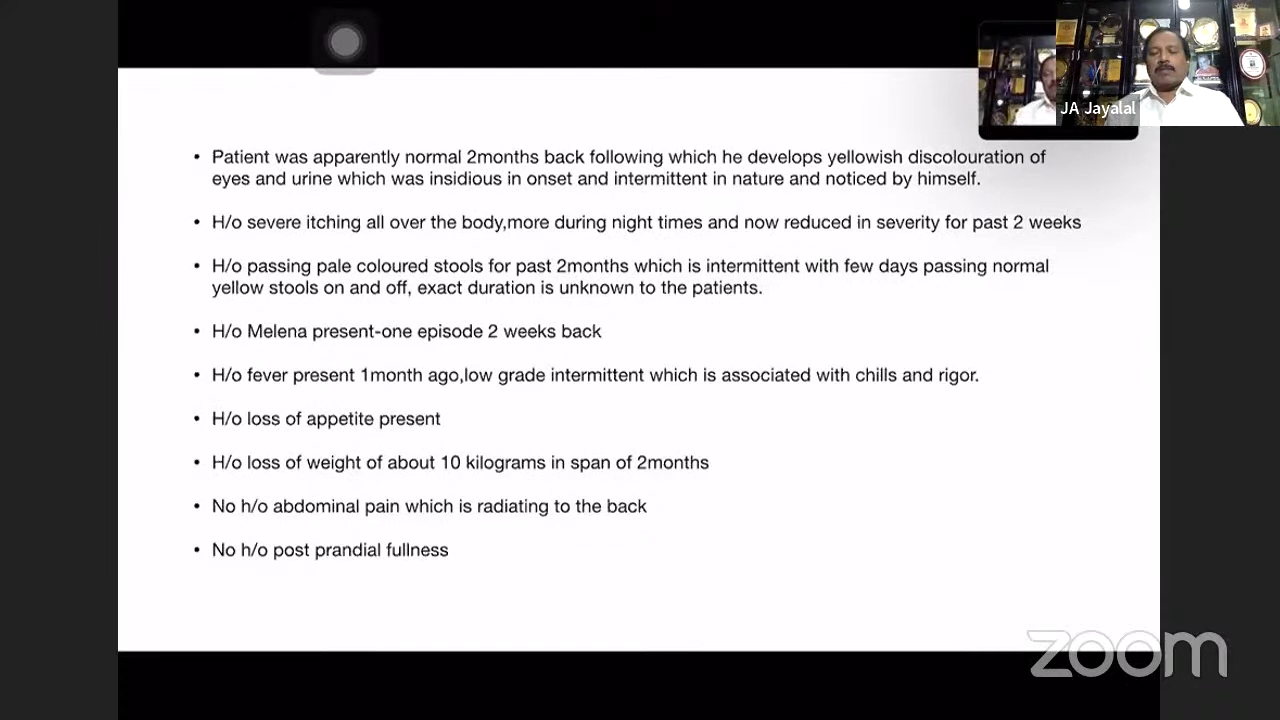 JA Jayalal
• Patient was apparently normal 2months back following which he develops yellowish discolouration of
eyes and urine which was insidious in onset and intermittent in nature and noticed by himself.
• H/o severe itching all over the body,more during night times and now reduced in severity for past 2 weeks
• H/o passing pale coloured stools for past 2months which is intermittent with few days passing normal
yellow stools on and off, exact duration is unknown to the patients.
• H/o Melena present-one episode 2 weeks back
• H/o fever present 1month ago,low grade intermittent which is associated with chills and rigor.
• H/o loss of appetite present
• H/o loss of weight of about 10 kilograms in span of 2months
• No h/o abdominal pain which is radiating to the back
• No h/o post prandial fullness
zoom